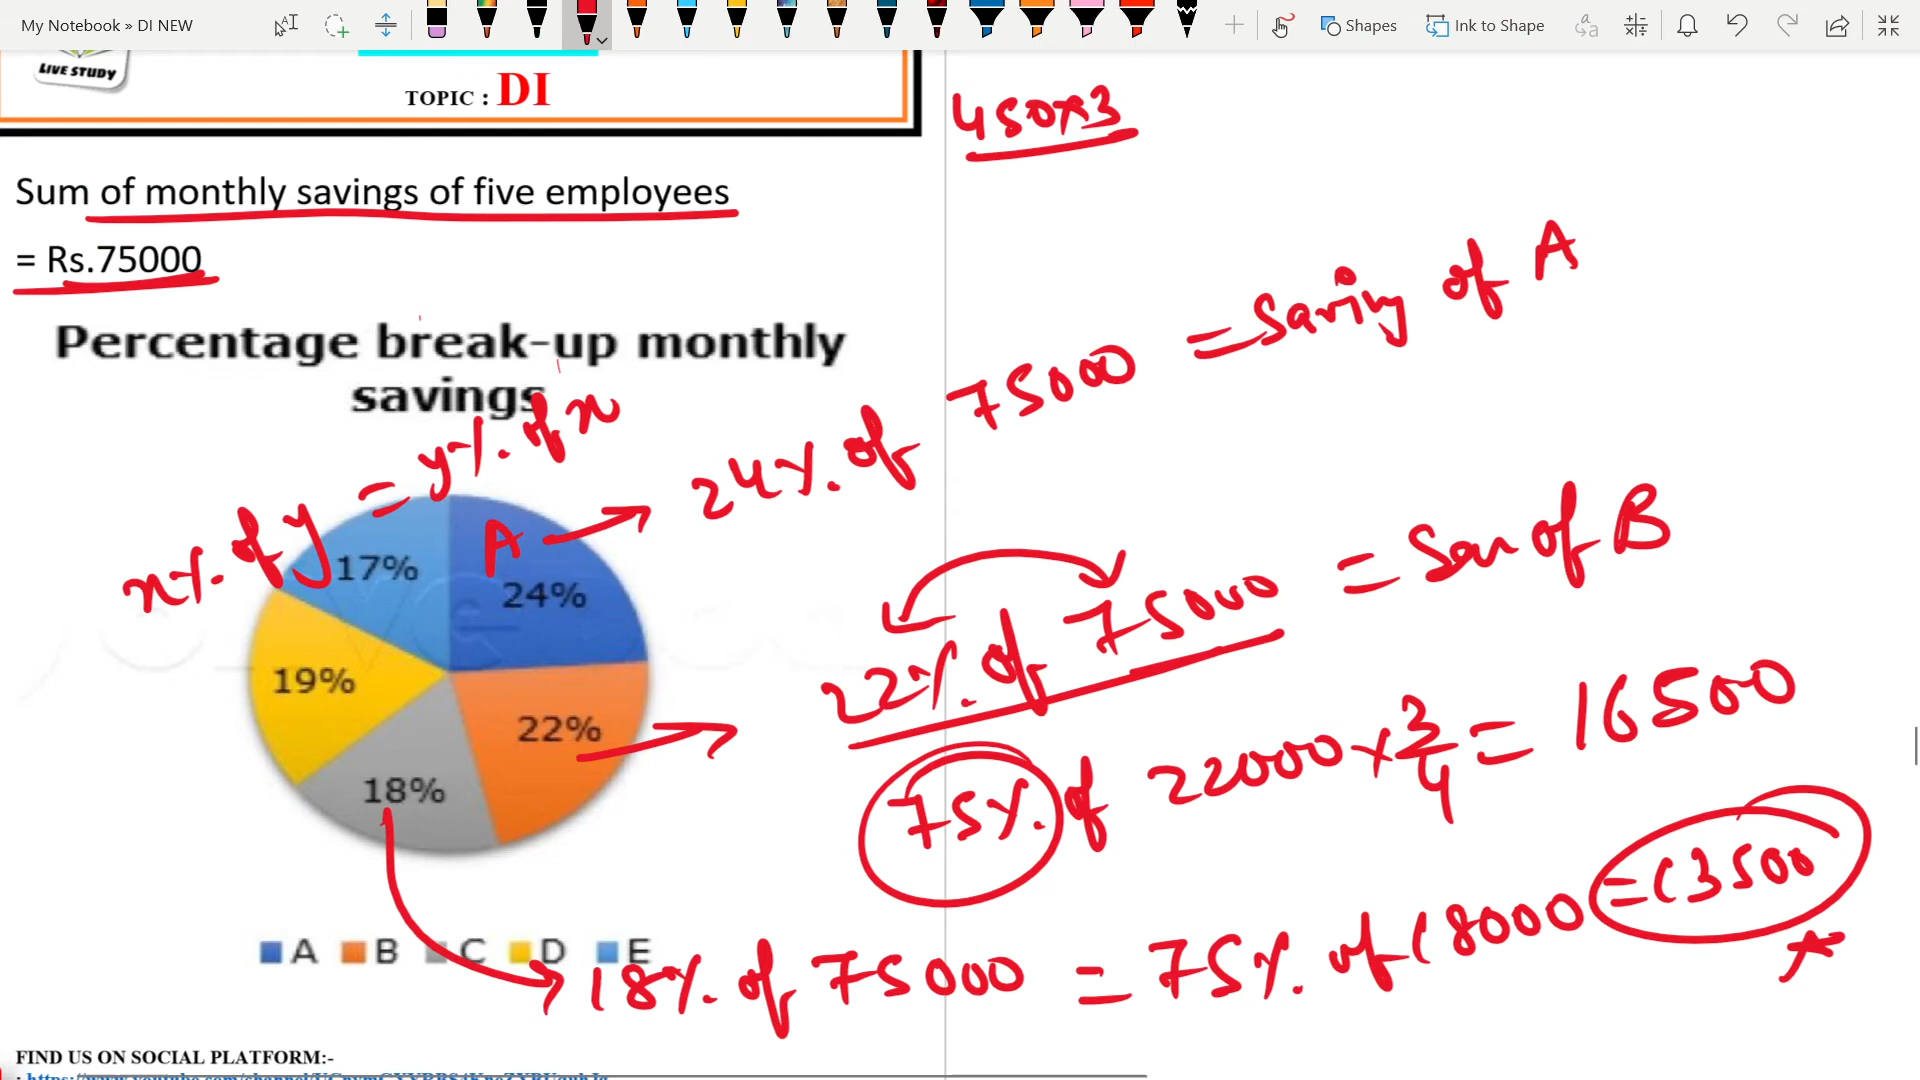 My Notebook » DI NEW
Shapes
Ink to Shape
LIVE STUDY
TOPIC : DI
450×3
Sum of monthly savings of five employees
= Rs.75000
Percentage break-up monthly
savings
x%. of y = y%. of x
A
24%. of 75000 = Saving of A
17%
24%
19%
22%
18%
22%. of 75000 = Sav of B
75%. of 22000 × 3/4 = 16500
A B C D E
18%. of 75000 = 75%. of 18000 = 13500
FIND US ON SOCIAL PLATFORM:-